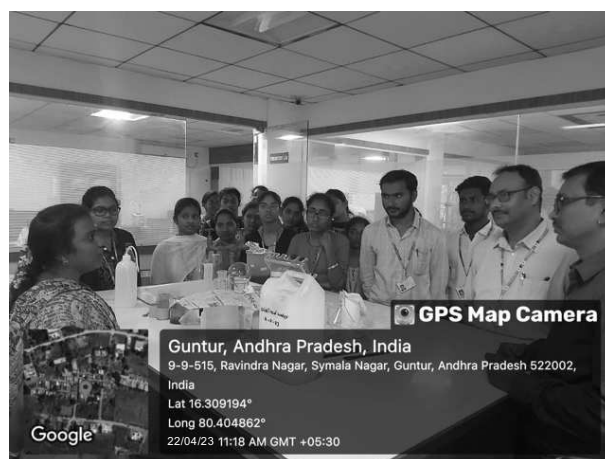 GPS Map Camera
Guntur, Andhra Pradesh, India
9-9-515, Ravindra Nagar, Symala Nagar, Guntur, Andhra Pradesh 522002,
India
Lat 16.309194°
Long 80.404862°
22/04/23 11:18 AM GMT +05:30
Google